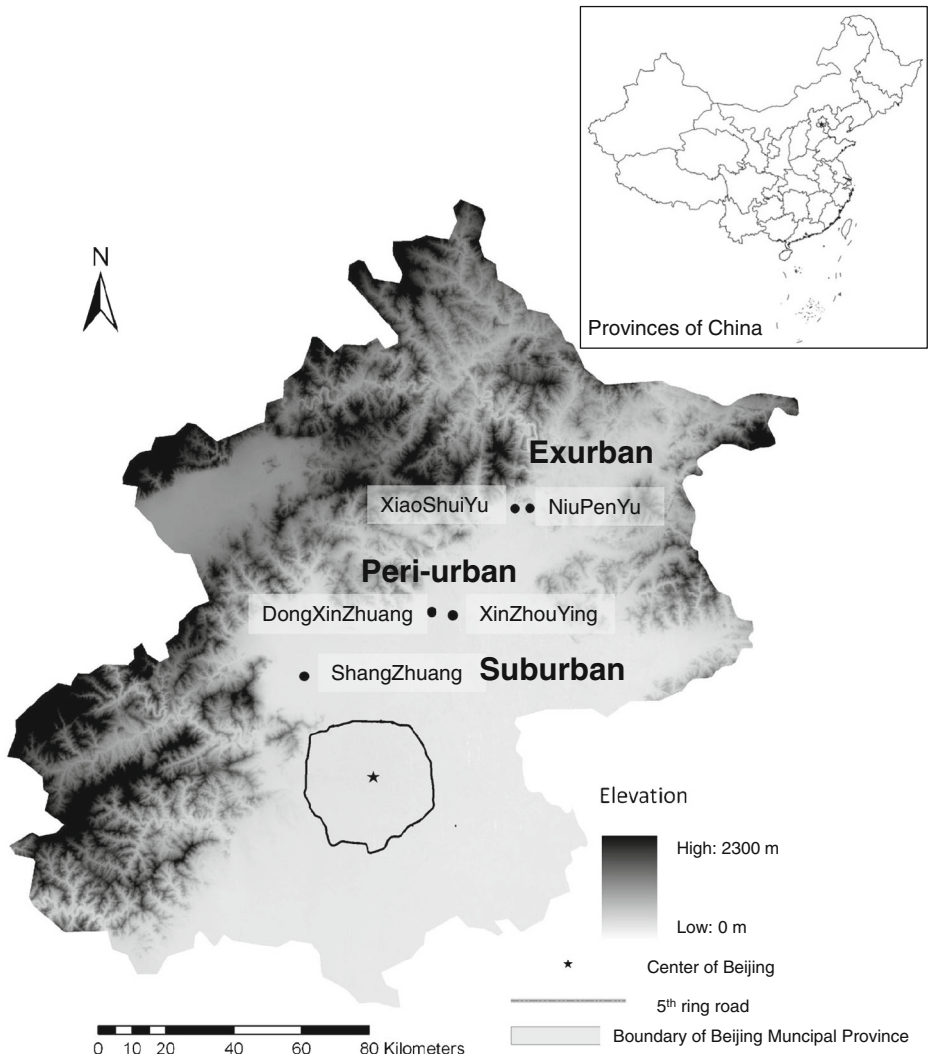 Provinces of China
N
Exurban
XiaoShuiYu
NiuPenYu
Peri-urban
DongXinZhuang
XinZhouYing
ShangZhuang
Suburban
Elevation
High: 2300 m
Low: 0 m
Center of Beijing
5th ring road
Boundary of Beijing Muncipal Province
0 10 20 40 60 80 Kilometers